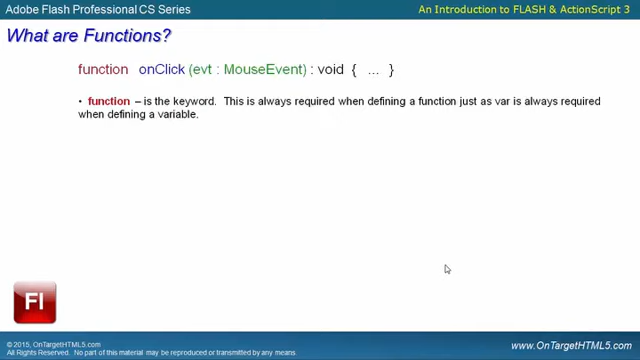 Adobe Flash Professional CS Series
An Introduction to FLASH & ActionScript 3
What are Functions?
function onClick (evt : MouseEvent) : void { ... }
• function – is the keyword. This is always required when defining a function just as var is always required
when defining a variable.
Fl
© 2015, OnTargetHTML5.com
All Rights Reserved. No part of this material may be reproduced or transmitted by any means.
www.OnTargetHTML5.com